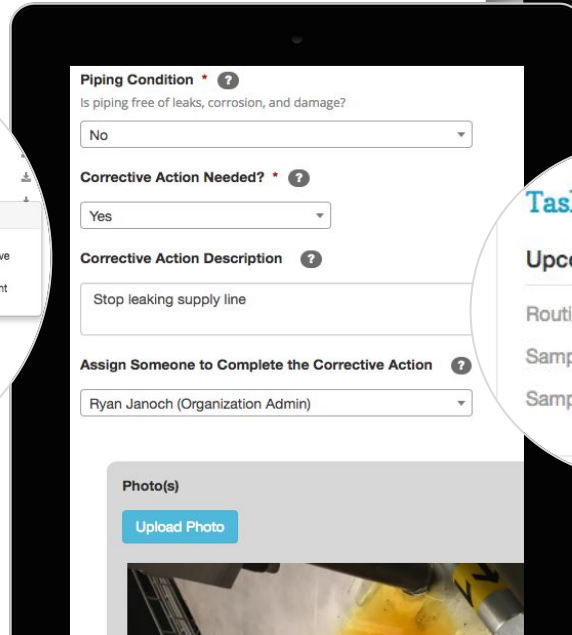 Piping Condition * ?
Is piping free of leaks, corrosion, and damage?
No
Corrective Action Needed? * ?
Yes
Corrective Action Description ?
Stop leaking supply line
Assign Someone to Complete the Corrective Action ?
Ryan Janoch (Organization Admin)
Photo(s)
Upload Photo